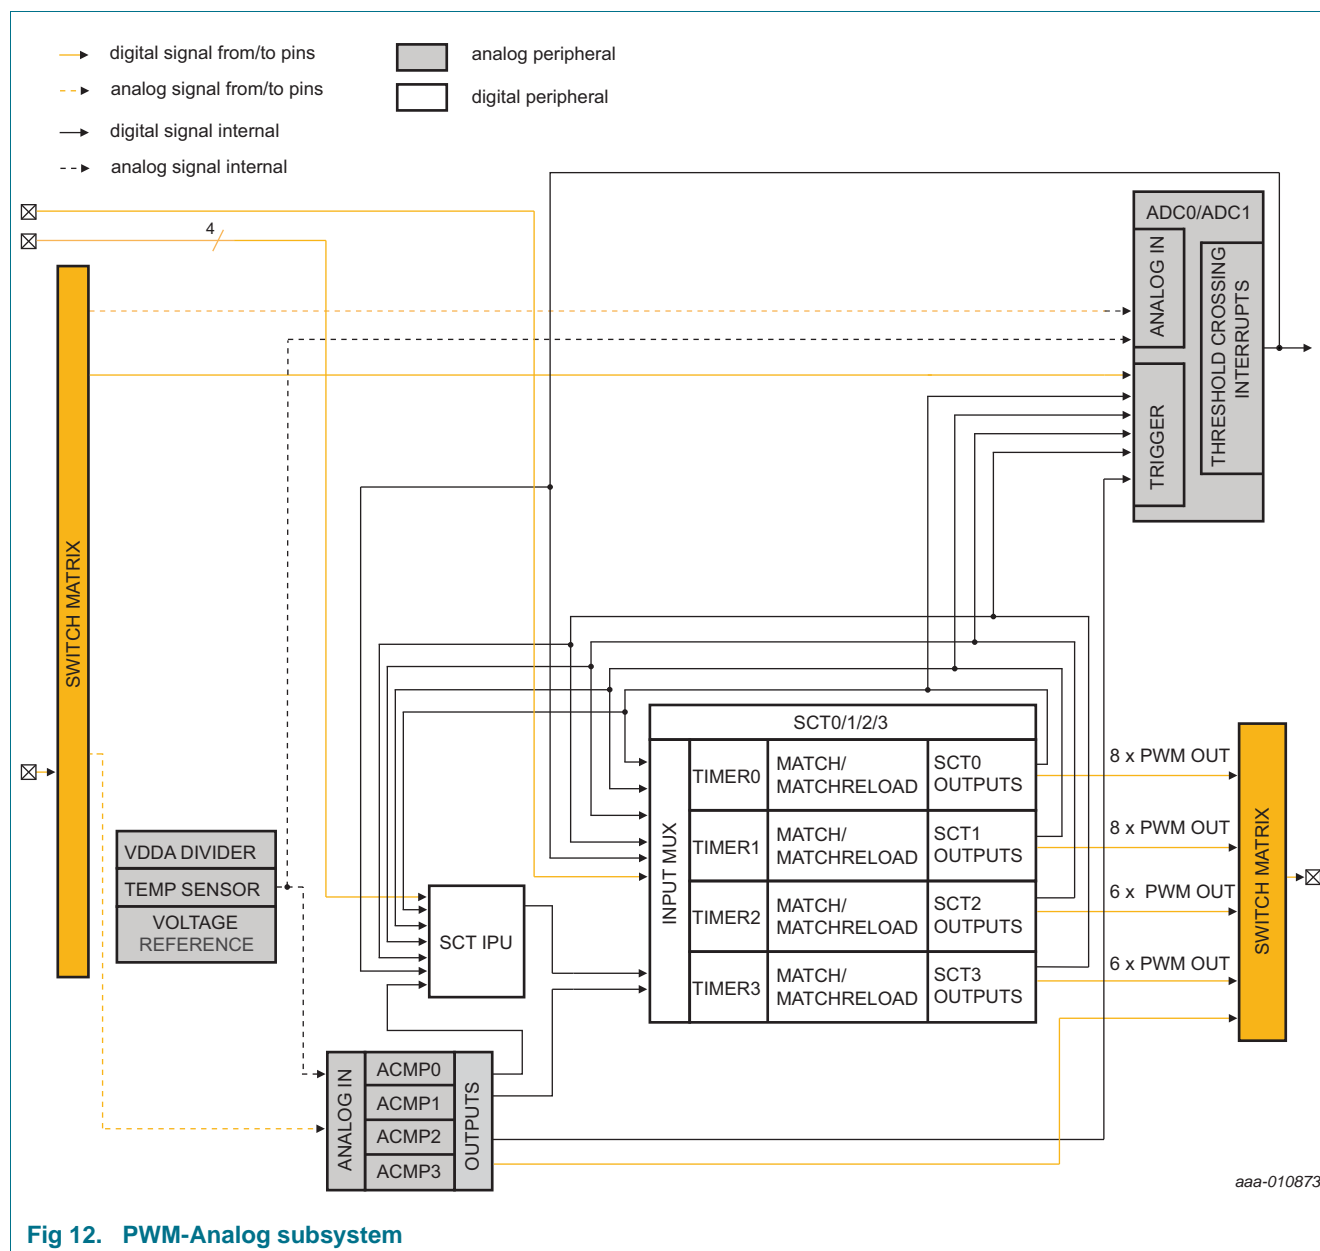 digital signal from/to pins
analog signal from/to pins
digital signal internal
analog signal internal
analog peripheral
digital peripheral
4
ADC0/ADC1
ANALOG IN
THRESHOLD CROSSING
INTERRUPTS
TRIGGER
SWITCH MATRIX
SCT0/1/2/3
INPUT MUX
TIMER0
MATCH/
MATCHRELOAD
SCT0
OUTPUTS
8 x PWM OUT
TIMER1
MATCH/
MATCHRELOAD
SCT1
OUTPUTS
8 x PWM OUT
TIMER2
MATCH/
MATCHRELOAD
SCT2
OUTPUTS
6 x PWM OUT
TIMER3
MATCH/
MATCHRELOAD
SCT3
OUTPUTS
6 x PWM OUT
SWITCH MATRIX
VDDA DIVIDER
TEMP SENSOR
VOLTAGE
REFERENCE
SCT IPU
ANALOG IN
ACMP0
ACMP1
ACMP2
ACMP3
OUTPUTS
aaa-010873
Fig 12. PWM-Analog subsystem